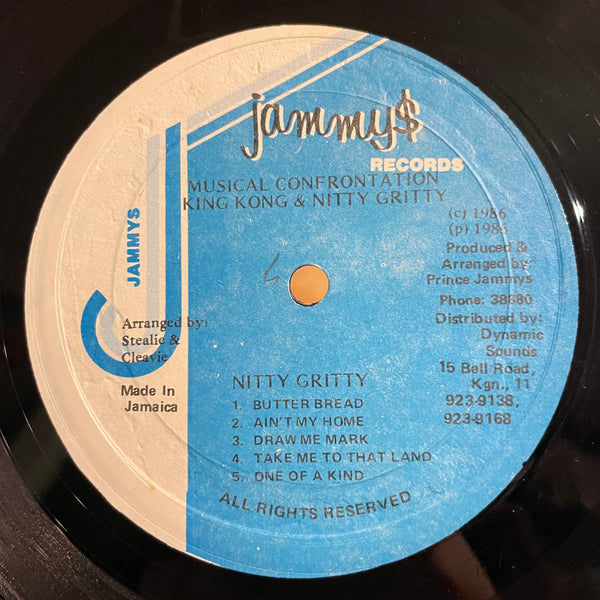 jammy$
RECORDS
JAMMYS
MUSICAL CONFRONTATION
KING KONG & NITTY GRITTY
(c) 1986
(p) 1986
Produced &
Arranged by:
Prince Jammys
Phone: 38880
Distributed by:
Dynamic
Sounds
15 Bell Road,
Kgn., 11
923-9138,
923-9168
Arranged by:
Stealie &
Cleavie
Made In
Jamaica
NITTY GRITTY
1. BUTTER BREAD
2. AIN'T MY HOME
3. DRAW ME MARK
4. TAKE ME TO THAT LAND
5. ONE OF A KIND
ALL RIGHTS RESERVED